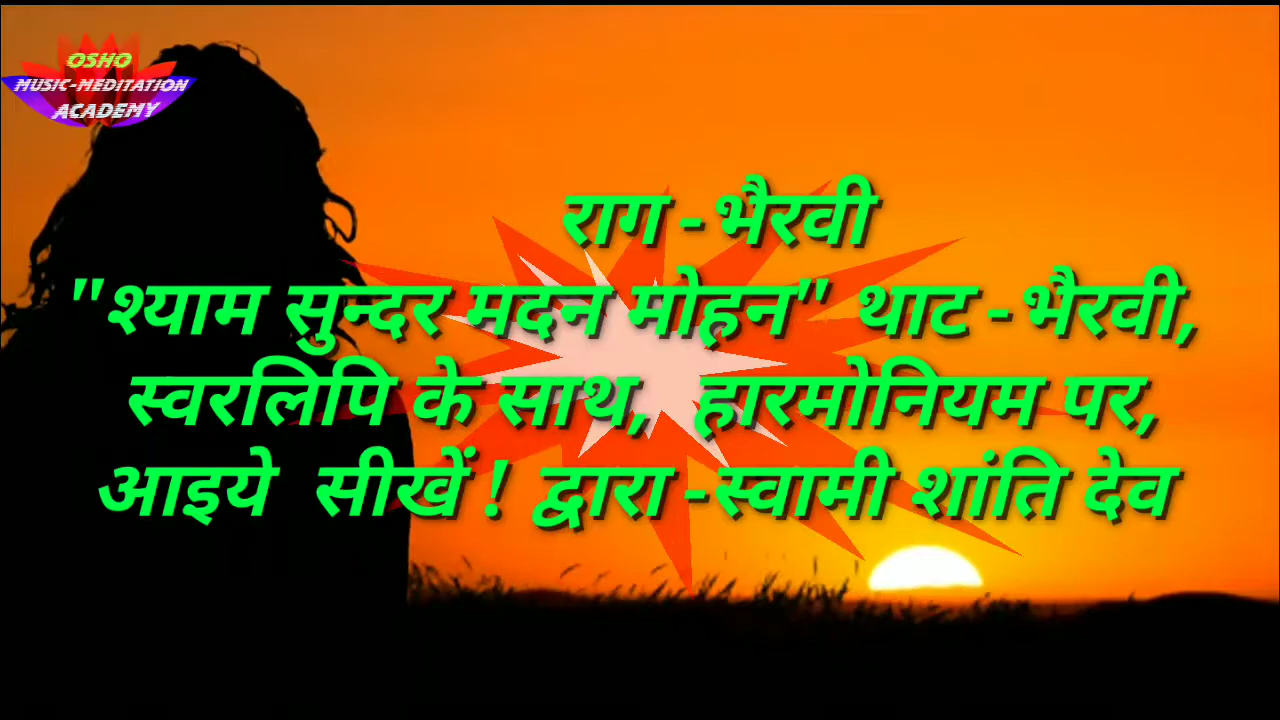 OSHO
MUSIC-MEDITATION
ACADEMY
राग -भैरवी
"श्याम सुन्दर मदन मोहन" थाट -भैरवी,
स्वरलिपि के साथ, हारमोनियम पर,
आइये सीखें ! द्वारा -स्वामी शांति देव